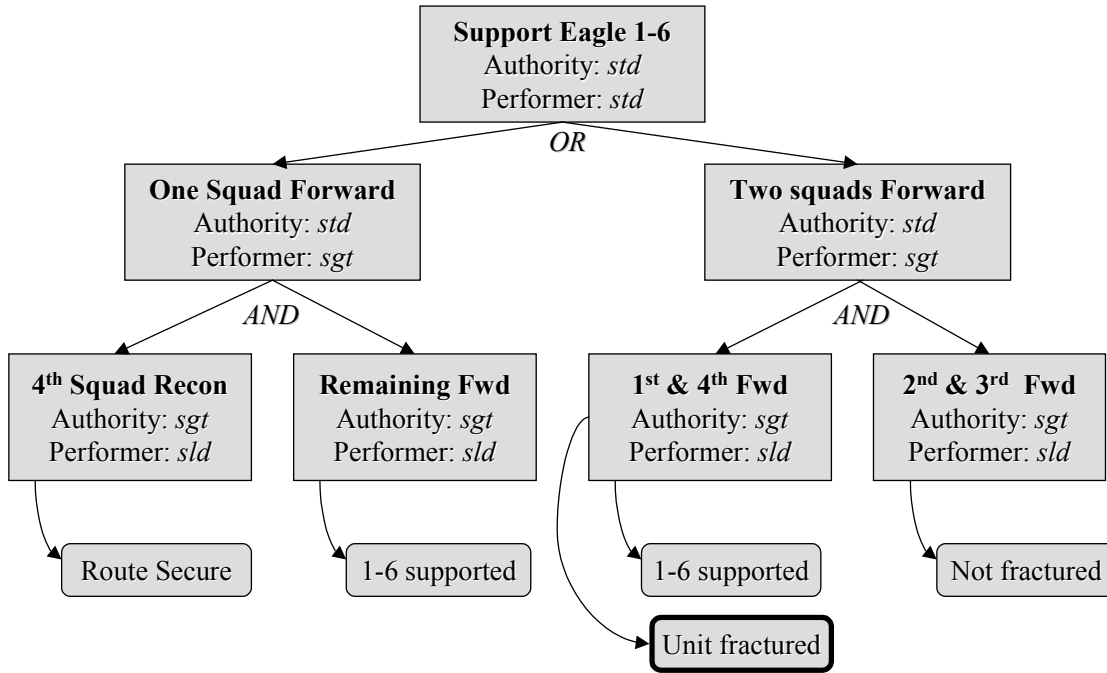 Support Eagle 1-6
Authority: std
Performer: std
OR
One Squad Forward
Authority: std
Performer: sgt
Two squads Forward
Authority: std
Performer: sgt
AND
AND
4th Squad Recon
Authority: sgt
Performer: sld
Remaining Fwd
Authority: sgt
Performer: sld
1st & 4th Fwd
Authority: sgt
Performer: sld
2nd & 3rd Fwd
Authority: sgt
Performer: sld
Route Secure
1-6 supported
1-6 supported
Not fractured
Unit fractured